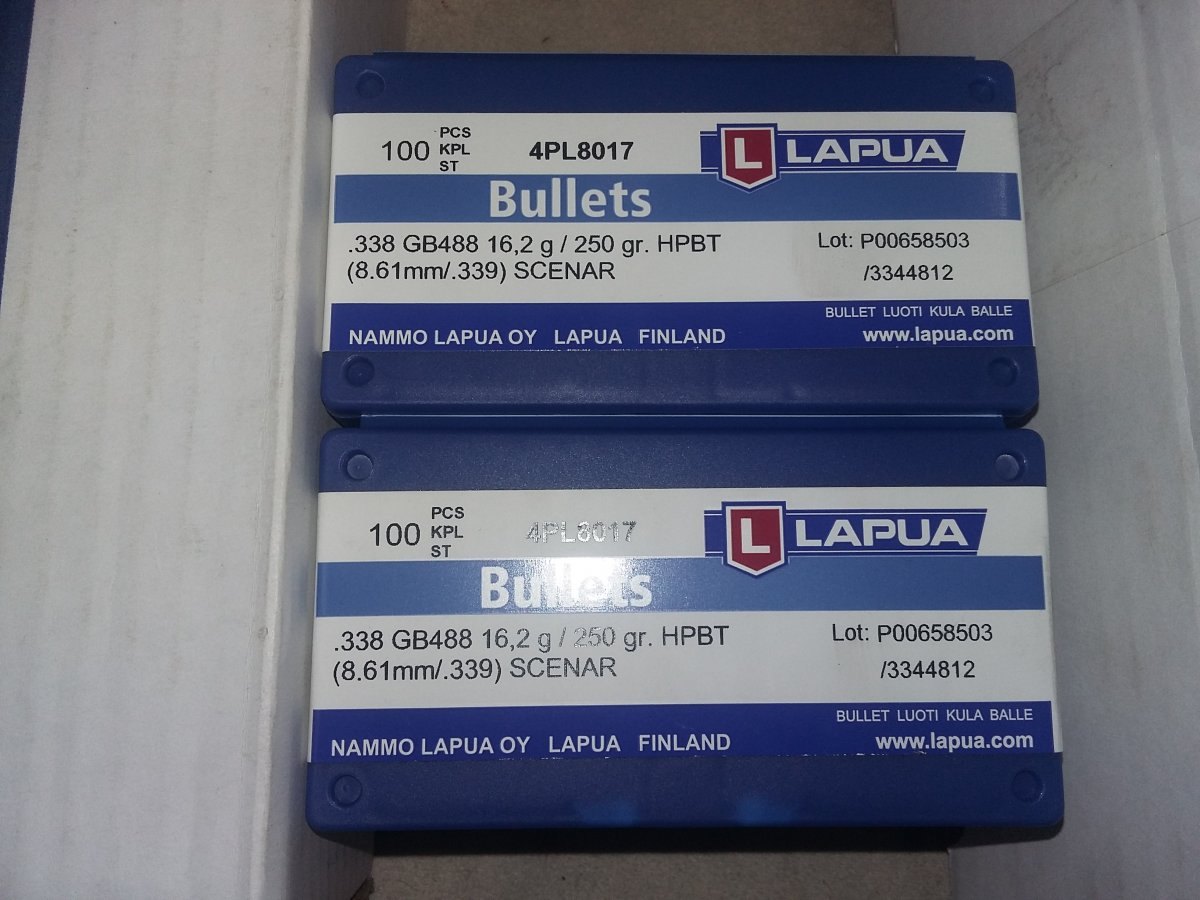 100 PCS KPL ST 4PL8017 L LAPUA
Bullets
.338 GB488 16,2 g / 250 gr. HPBT Lot: P00658503
(8.61mm/.339) SCENAR /3344812
BULLET LUOTI KULA BALLE
NAMMO LAPUA OY LAPUA FINLAND www.lapua.com
100 PCS KPL ST 4PL8017 L LAPUA
Bullets
.338 GB488 16,2 g / 250 gr. HPBT Lot: P00658503
(8.61mm/.339) SCENAR /3344812
BULLET LUOTI KULA BALLE
NAMMO LAPUA OY LAPUA FINLAND www.lapua.com